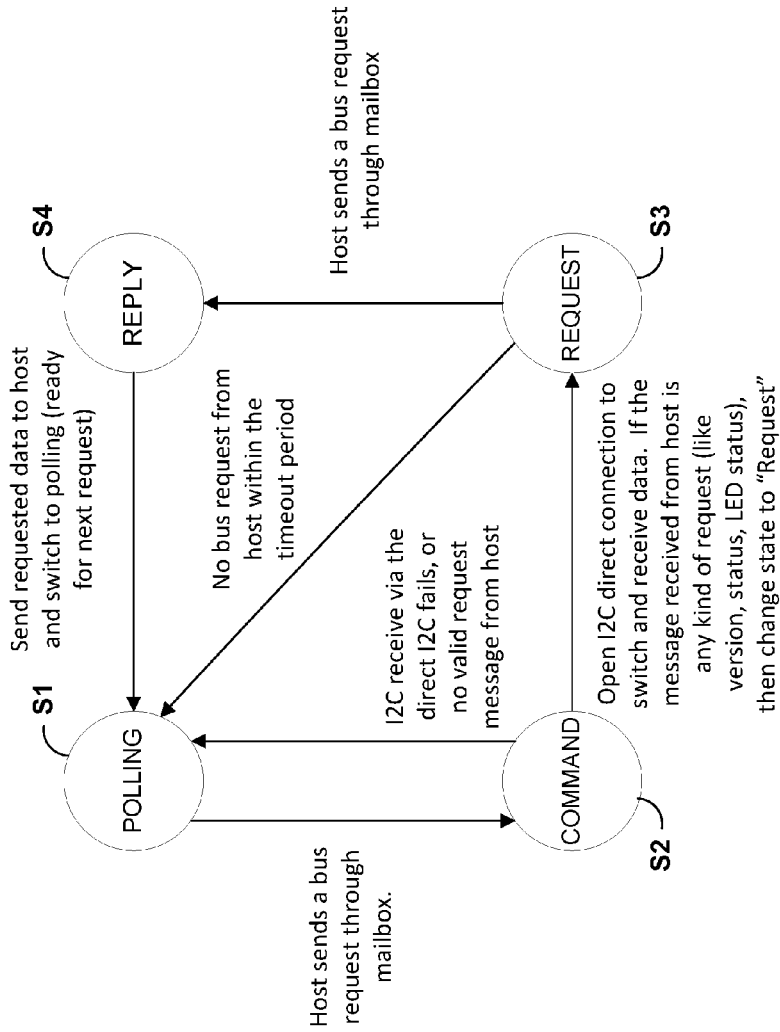 Send requested data to host
and switch to polling (ready
for next request)
S1
S4
POLLING
REPLY
Host sends a bus
request through
mailbox.
I2C receive via the
direct I2C fails, or
no valid request
message from host
No bus request from
host within the
timeout period
Host sends a bus request
through mailbox
COMMAND
REQUEST
S2
S3
Open I2C direct connection to
switch and receive data. If the
message received from host is
any kind of request (like
version, status, LED status),
then change state to “Request”